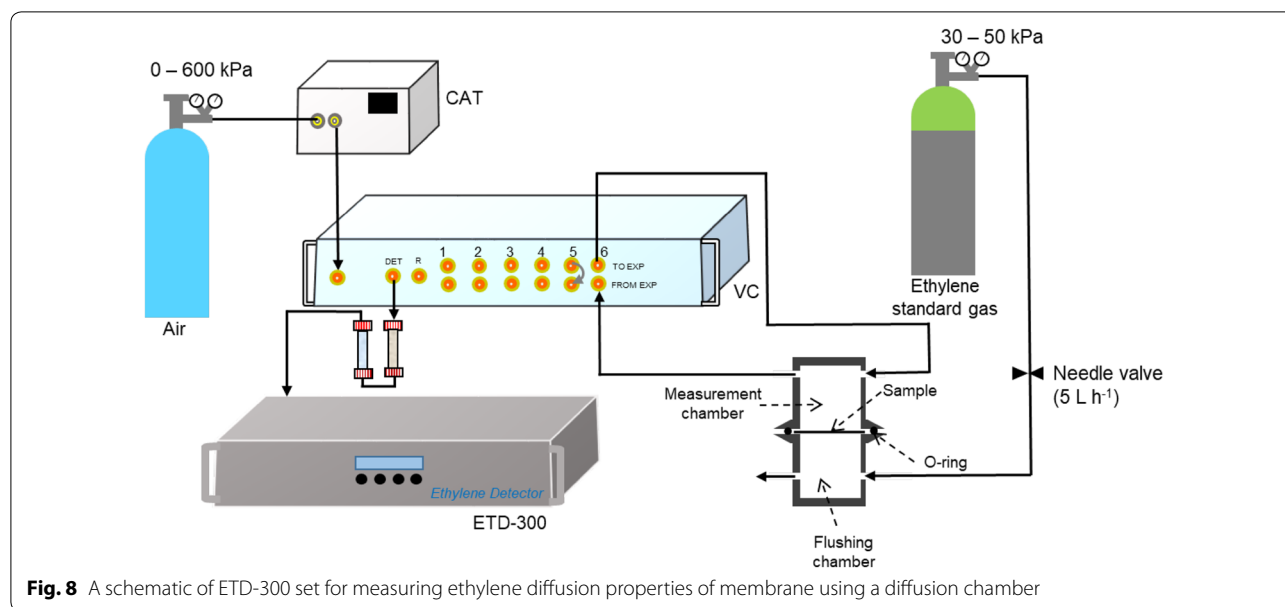 30 – 50 kPa
0 – 600 kPa
CAT
1 2 3 4 5 6
DET R TO EXP
FROM EXP
VC
Air
Ethylene
standard gas
Needle valve
(5 L h⁻¹)
Measurement
chamber
Sample
O-ring
Ethylene Detector
ETD-300
Flushing
chamber
Fig. 8 A schematic of ETD-300 set for measuring ethylene diffusion properties of membrane using a diffusion chamber